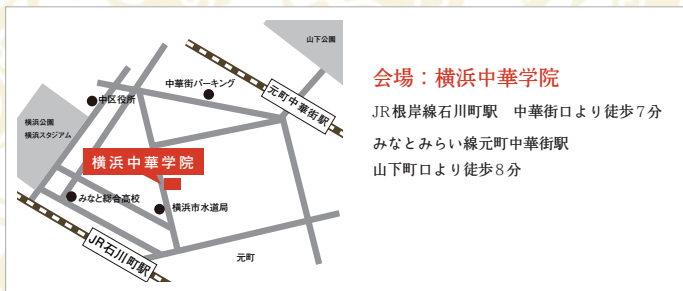 山下公園
中華街パーキング
元町中華街駅
中区役所
横浜公園
横浜スタジアム
横浜中華学院
みなと総合高校
横浜市水道局
JR石川町駅
元町
会場：横浜中華学院
JR根岸線石川町駅　中華街口より徒歩7分
みなとみらい線元町中華街駅
山下町口より徒歩8分